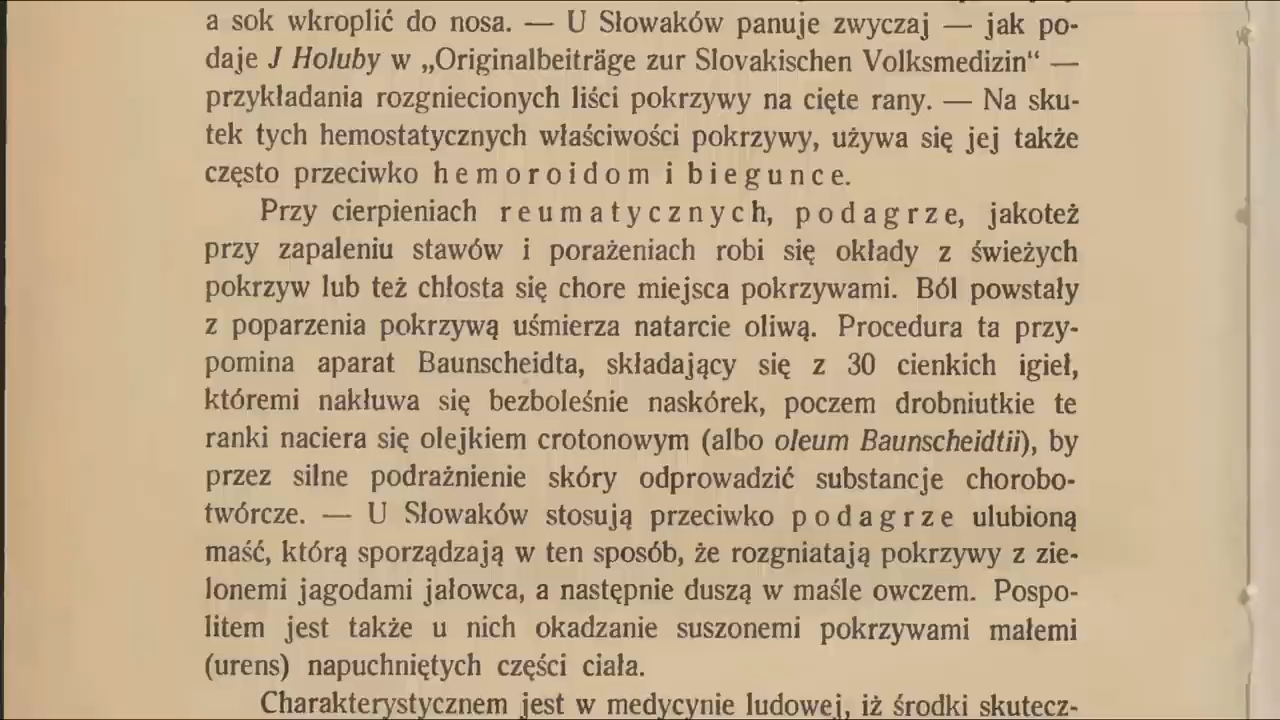 a sok wkroplić do nosa. — U Słowaków panuje zwyczaj — jak po-
daje J Holuby w „Originalbeiträge zur Slovakischen Volksmedizin“ —
przykładania rozgniecionych liści pokrzywy na cięte rany. — Na sku-
tek tych hemostatycznych właściwości pokrzywy, używa się jej także
często przeciwko hemoroidom i biegunce.
Przy cierpieniach reumatycznych, podagrze, jakoteż
przy zapaleniu stawów i porażeniach robi się okłady z świeżych
pokrzyw lub też chłosta się chore miejsca pokrzywami. Ból powstały
z poparzenia pokrzywą uśmierza natarcie oliwą. Procedura ta przy-
pomina aparat Baunscheidta, składający się z 30 cienkich igieł,
któremi nakłuwa się bezboleśnie naskórek, poczem drobniutkie te
ranki naciera się olejkiem crotonowym (albo oleum Baunscheidtii), by
przez silne podrażnienie skóry odprowadzić substancje chorobo-
twórcze. — U Słowaków stosują przeciwko podagrze ulubioną
maść, którą sporządzają w ten sposób, że rozgniatają pokrzywy z zie-
lonemi jagodami jałowca, a następnie duszą w maśle owczem. Pospo-
litem jest także u nich okadzanie suszonemi pokrzywami małemi
(urens) napuchniętych części ciała.
Charakterystycznem jest w medycynie ludowej, iż środki skutecz-